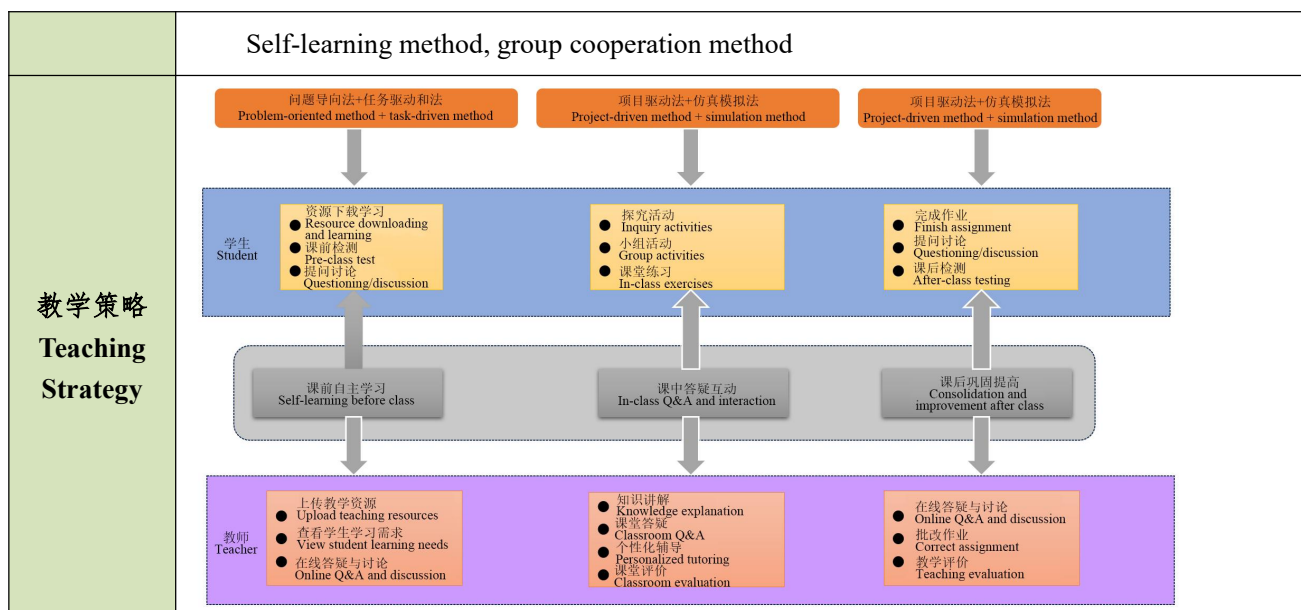 Self-learning method, group cooperation method
教学策略
Teaching
Strategy
问题导向法+任务驱动和法
Problem-oriented method + task-driven method
项目驱动法+仿真模拟法
Project-driven method + simulation method
项目驱动法+仿真模拟法
Project-driven method + simulation method
学生
Student
资源下载学习
Resource downloading
and learning
课前检测
Pre-class test
提问讨论
Questioning/discussion
探究活动
Inquiry activities
小组活动
Group activities
课堂练习
In-class exercises
完成作业
Finish assignment
提问讨论
Questioning/discussion
课后检测
After-class testing
课前自主学习
Self-learning before class
课中答疑互动
In-class Q&A and interaction
课后巩固提高
Consolidation and
improvement after class
教师
Teacher
上传教学资源
Upload teaching resources
查看学生学习需求
View student learning needs
在线答疑与讨论
Online Q&A and discussion
知识讲解
Knowledge explanation
课堂答疑
Classroom Q&A
个性化辅导
Personalized tutoring
课堂评价
Classroom evaluation
在线答疑与讨论
Online Q&A and discussion
批改作业
Correct assignment
教学评价
Teaching evaluation